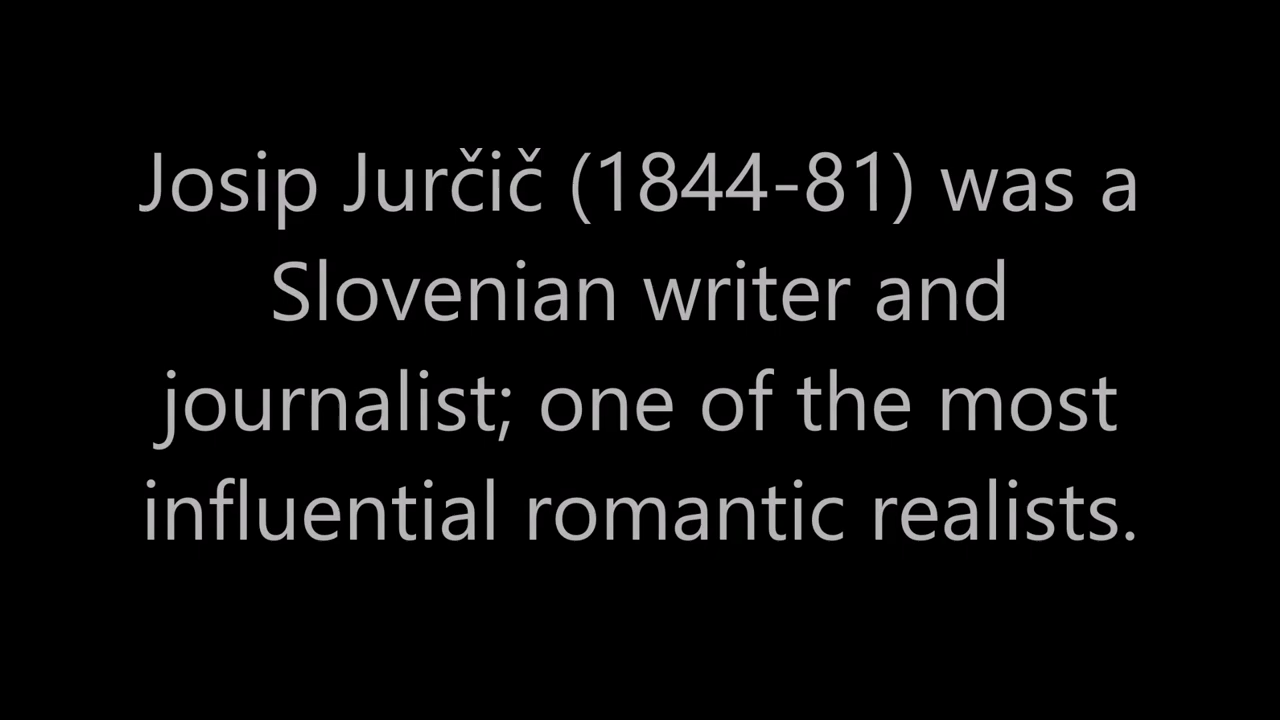 Josip Jurčič (1844-81) was a
Slovenian writer and
journalist; one of the most
influential romantic realists.